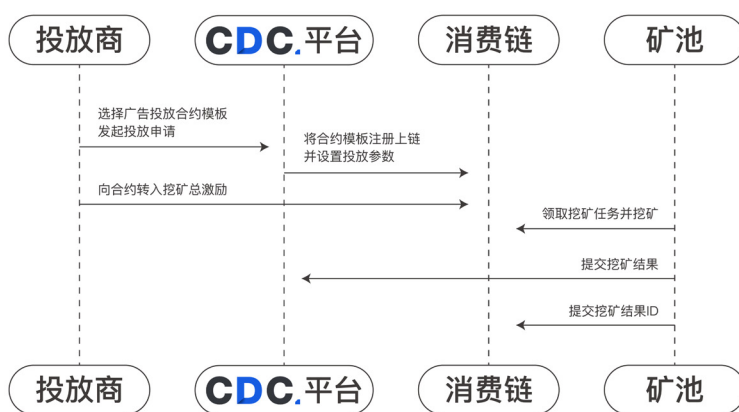 投放商
CDC.平台
消费链
矿池
选择广告投放合约模板
发起投放申请
将合约模板注册上链
并设置投放参数
向合约转入挖矿总激励
领取挖矿任务并挖矿
提交挖矿结果
提交挖矿结果ID
投放商
CDC.平台
消费链
矿池